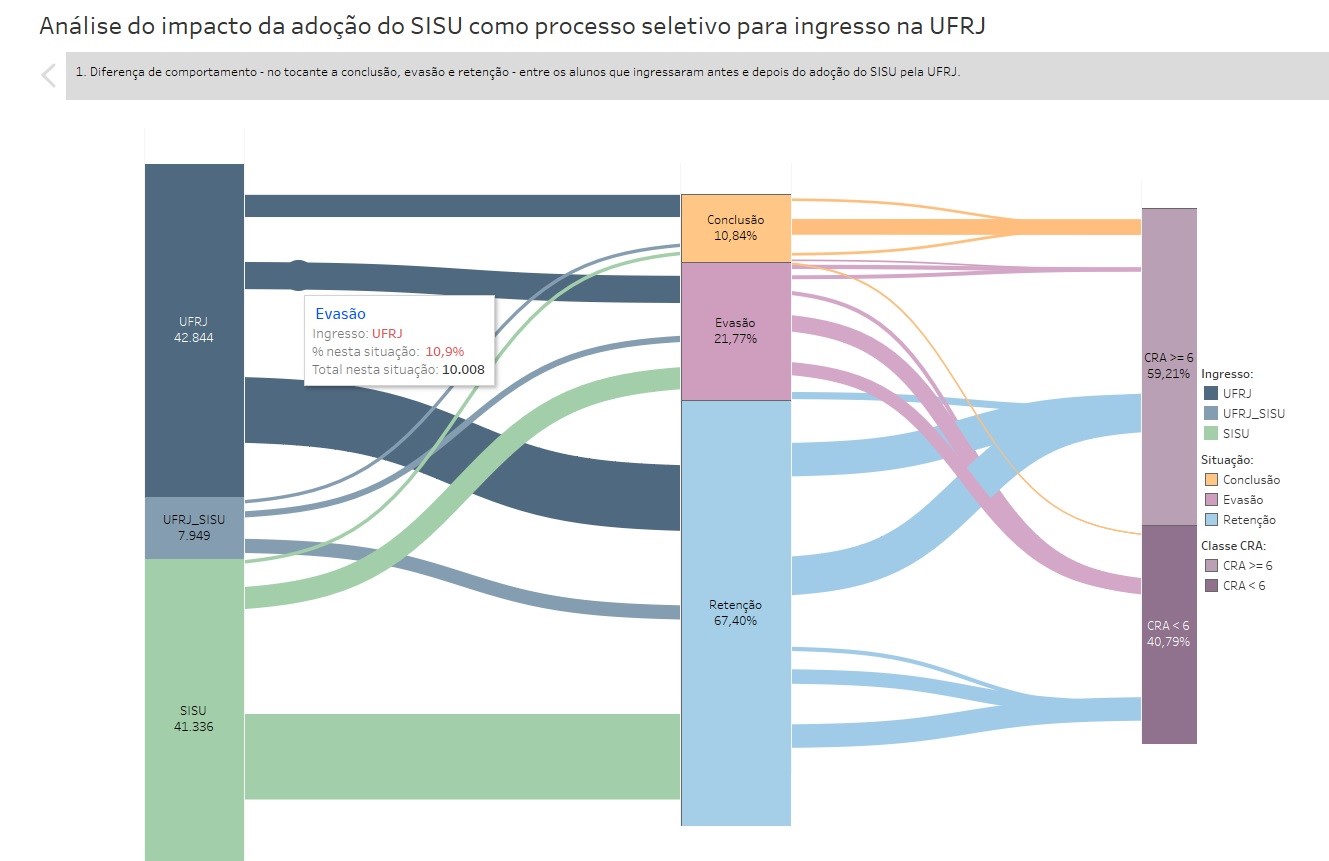 Análise do impacto da adoção do SISU como processo seletivo para ingresso na UFRJ
1. Diferença de comportamento - no tocante a conclusão, evasão e retenção - entre os alunos que ingressaram antes e depois do adoção do SISU pela UFRJ.
UFRJ
42.844
UFRJ_SISU
7.949
SISU
41.336
Evasão
Ingresso: UFRJ
% nesta situação: 10,9%
Total nesta situação: 10.008
Conclusão
10,84%
Evasão
21,77%
Retenção
67,40%
CRA >= 6
59,21%
CRA < 6
40,79%
Ingresso:
UFRJ
UFRJ_SISU
SISU
Situação:
Conclusão
Evasão
Retenção
Classe CRA:
CRA >= 6
CRA < 6